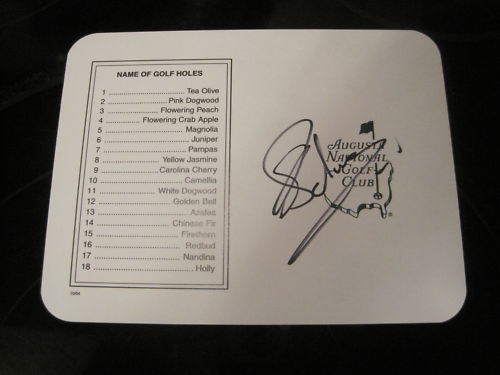 NAME OF GOLF HOLES
1 ........................ Tea Olive
2 ........................ Pink Dogwood
3 ........................ Flowering Peach
4 ........................ Flowering Crab Apple
5 ........................ Magnolia
6 ........................ Juniper
7 ........................ Pampas
8 ........................ Yellow Jasmine
9 ........................ Carolina Cherry
10 ........................ Camellia
11 ........................ White Dogwood
12 ........................ Golden Bell
13 ........................ Azalea
14 ........................ Chinese Fir
15 ........................ Firethorn
16 ........................ Redbud
17 ........................ Nandina
18 ........................ Holly
AUGUSTA
NATIONAL
GOLF
CLUB
®